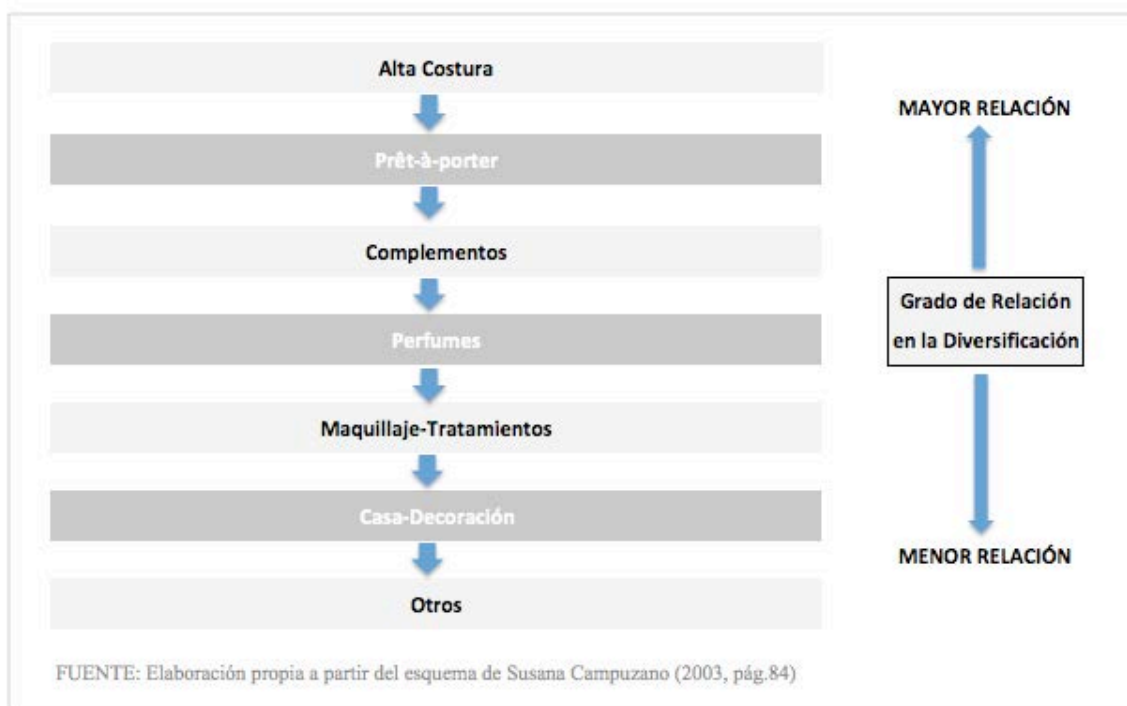 Alta Costura
Prêt-à-porter
Complementos
Perfumes
Maquillaje-Tratamientos
Casa-Decoración
Otros
MAYOR RELACIÓN
Grado de Relación
en la Diversificación
MENOR RELACIÓN
FUENTE: Elaboración propia a partir del esquema de Susana Campuzano (2003, pág.84)